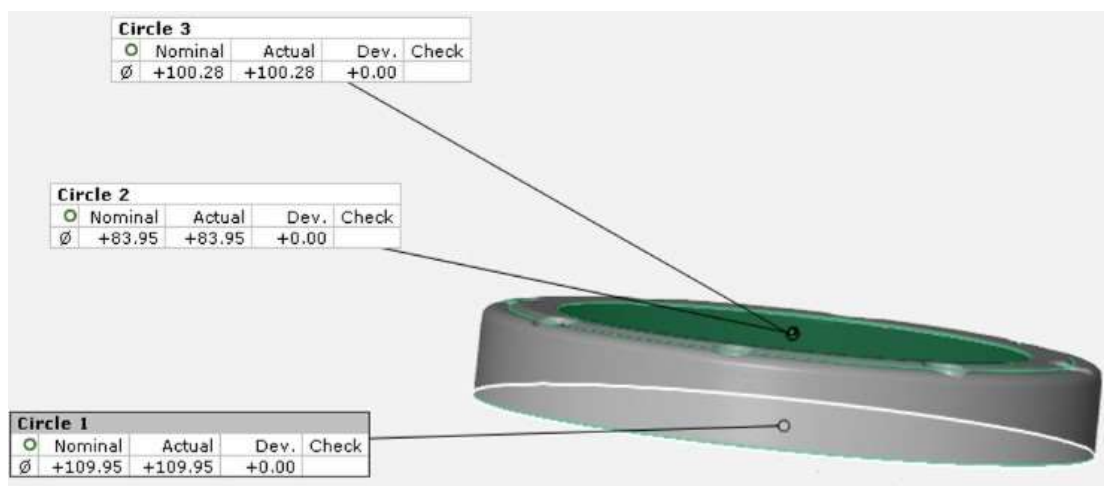 Circle 3
Nominal Actual Dev. Check
Ø +100.28 +100.28 +0.00
Circle 2
Nominal Actual Dev. Check
Ø +83.95 +83.95 +0.00
Circle 1
Nominal Actual Dev. Check
Ø +109.95 +109.95 +0.00